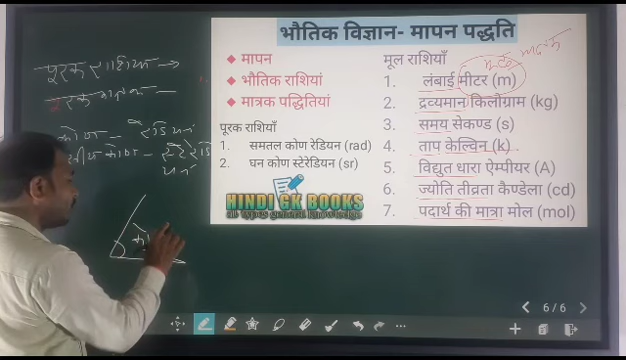 भौतिक विज्ञान- मापन पद्धति
◆ मापन
◆ भौतिक राशियां
◆ मात्रक पद्धितियां
पूरक राशियाँ
1. समतल कोण रेडियन (rad)
2. घन कोण स्टेरेडियन (sr)
HINDI GK BOOKS
मूल राशियाँ
1. लंबाई मीटर (m)
2. द्रव्यमान किलोग्राम (kg)
3. समय सेकण्ड (s)
4. ताप केल्विन (k)
5. विद्युत धारा ऐम्पीयर (A)
6. ज्योति तीव्रता कैण्डेला (cd)
7. पदार्थ की मात्रा मोल (mol)
पूरक राशियां →
कोण - रेडियन
6/6